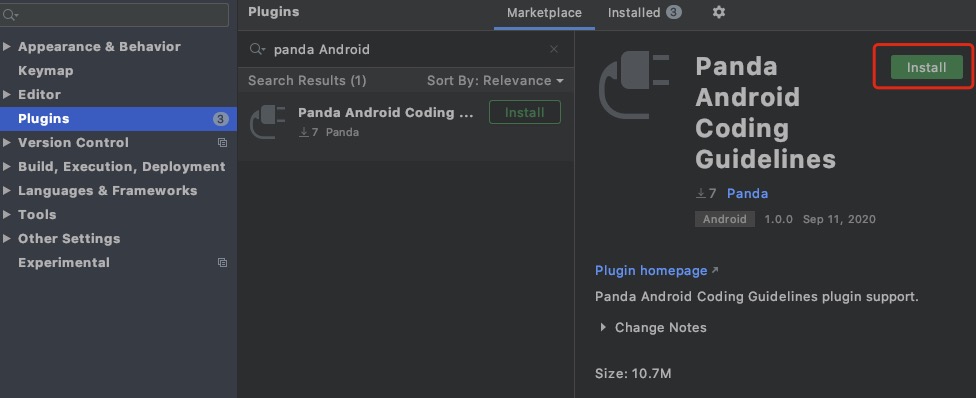 Appearance & Behavior
Keymap
Editor
Plugins 3
Version Control
Build, Execution, Deployment
Languages & Frameworks
Tools
Other Settings
Experimental
Plugins Marketplace Installed 3
panda Android
Search Results (1) Sort By: Relevance
Panda Android Coding ... Install
7 Panda
Panda
Android
Coding
Guidelines
Install
7 Panda
Android 1.0.0 Sep 11, 2020
Plugin homepage
Panda Android Coding Guidelines plugin support.
Change Notes
Size: 10.7M